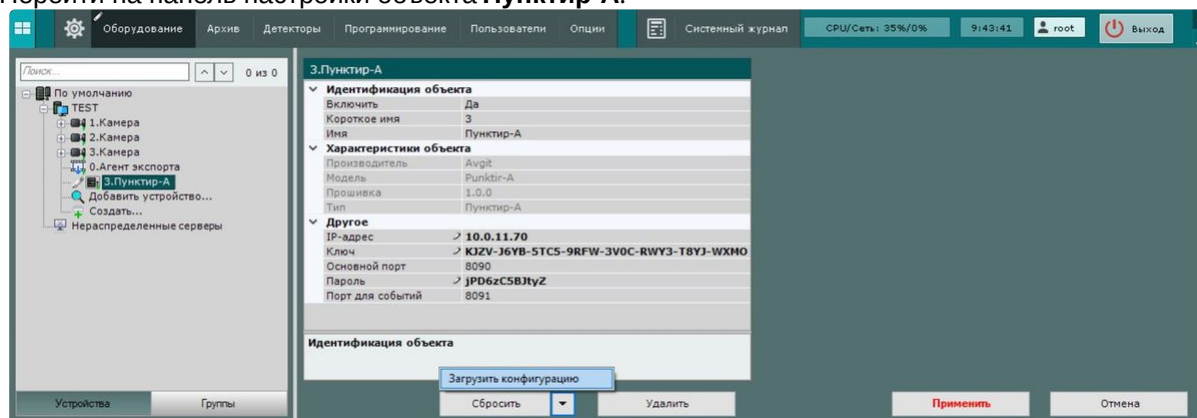 Перейти на панель настройки объекта Пунктир-А.
Оборудование Архив Детекторы Программирование Пользователи Опции Системный журнал CPU/Сеть: 35%/0% 9:43:41 root Выход
Поиск... 0 из 0
По умолчанию
TEST
1.Камера
2.Камера
3.Камера
0.Агент экспорта
3.Пунктир-А
Добавить устройство...
Создать...
Нераспределенные серверы
3.Пунктир-А
Идентификация объекта
Включить Да
Короткое имя 3
Имя Пунктир-А
Характеристики объекта
Производитель Avgit
Модель Punktir-A
Прошивка 1.0.0
Тип Пунктир-А
Другое
IP-адрес 10.0.11.70
Ключ KJZV-J6YB-5TC5-9RFW-3V0C-RWY3-T8YJ-WXMO
Основной порт 8090
Пароль jPD6zC5BJtyZ
Порт для событий 8091
Идентификация объекта
Загрузить конфигурацию
Устройства Группы Сбросить Удалить Применить Отмена